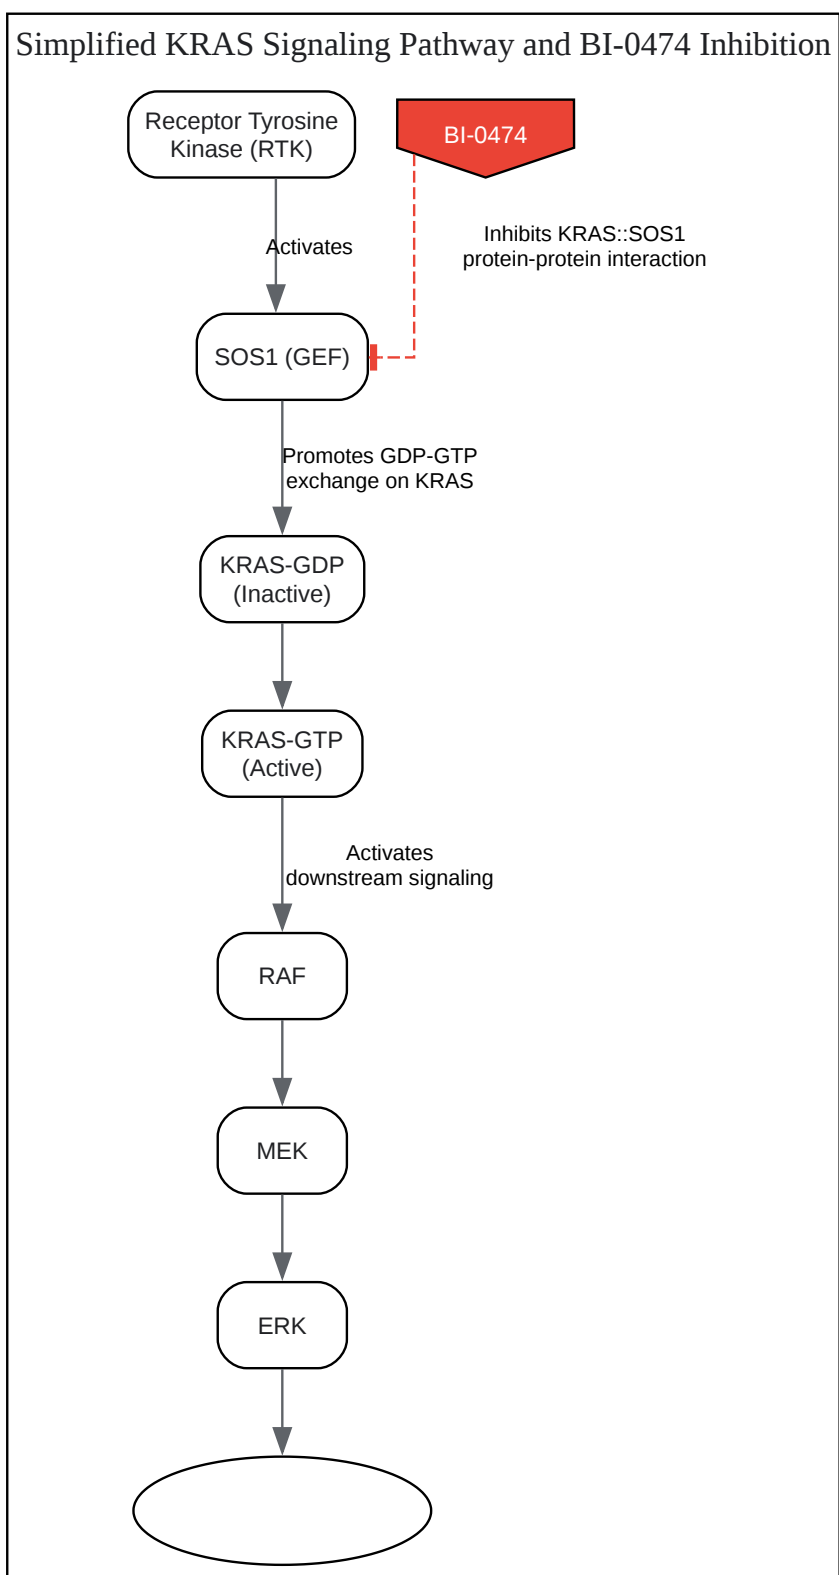 Simplified KRAS Signaling Pathway and BI-0474 Inhibition
Receptor Tyrosine
Kinase (RTK)
BI-0474
Activates
Inhibits KRAS::SOS1
protein-protein interaction
SOS1 (GEF)
Promotes GDP-GTP
exchange on KRAS
KRAS-GDP
(Inactive)
KRAS-GTP
(Active)
Activates
downstream signaling
RAF
MEK
ERK